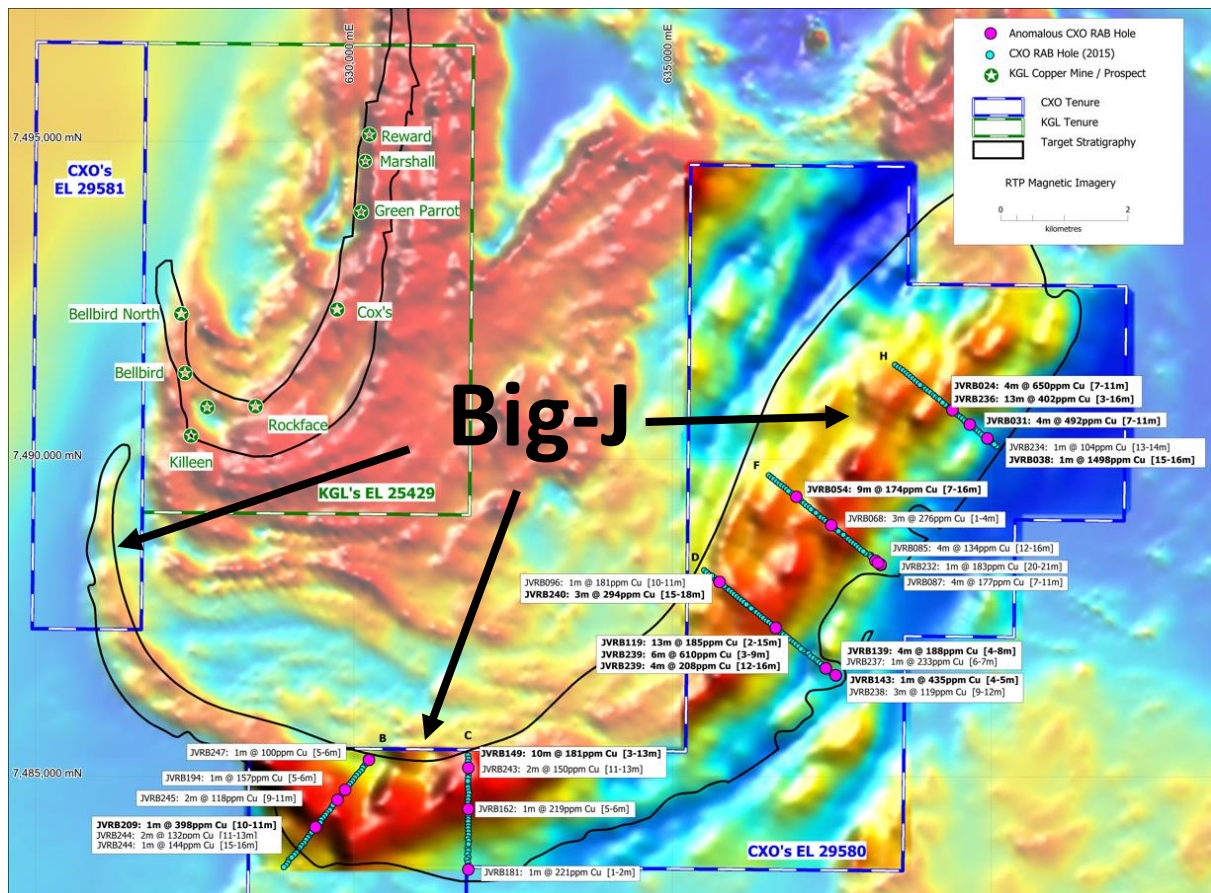 630,000 mE
635,000 mE
7,495,000 mN
7,490,000 mN
7,485,000 mN
Anomalous CXO RAB Hole
CXO RAB Hole (2015)
KGL Copper Mine / Prospect
CXO Tenure
KGL Tenure
Target Stratigraphy
RTP Magnetic Imagery
0 2
kilometres
CXO's
EL 29581
Reward
Marshall
Green Parrot
Bellbird North
Cox's
Bellbird
Rockface
Killeen
KGL's EL 25429
Big-J
H
JVRB024: 4m @ 650ppm Cu [7-11m]
JVRB236: 13m @ 402ppm Cu [3-16m]
JVRB031: 4m @ 492ppm Cu [7-11m]
JVRB234: 1m @ 104ppm Cu [13-14m]
JVRB038: 1m @ 1498ppm Cu [15-16m]
F
JVRB054: 9m @ 174ppm Cu [7-16m]
JVRB068: 3m @ 276ppm Cu [1-4m]
JVRB085: 4m @ 134ppm Cu [12-16m]
JVRB232: 1m @ 183ppm Cu [20-21m]
JVRB087: 4m @ 177ppm Cu [7-11m]
D
JVRB096: 1m @ 181ppm Cu [10-11m]
JVRB240: 3m @ 294ppm Cu [15-18m]
JVRB119: 13m @ 185ppm Cu [2-15m]
JVRB239: 6m @ 610ppm Cu [3-9m]
JVRB239: 4m @ 208ppm Cu [12-16m]
JVRB139: 4m @ 188ppm Cu [4-8m]
JVRB237: 1m @ 233ppm Cu [6-7m]
JVRB143: 1m @ 435ppm Cu [4-5m]
JVRB238: 3m @ 119ppm Cu [9-12m]
B
C
JVRB247: 1m @ 100ppm Cu [5-6m]
JVRB194: 1m @ 157ppm Cu [5-6m]
JVRB245: 2m @ 118ppm Cu [9-11m]
JVRB209: 1m @ 398ppm Cu [10-11m]
JVRB244: 2m @ 132ppm Cu [11-13m]
JVRB244: 1m @ 144ppm Cu [15-16m]
JVRB149: 10m @ 181ppm Cu [3-13m]
JVRB243: 2m @ 150ppm Cu [11-13m]
JVRB162: 1m @ 219ppm Cu [5-6m]
JVRB181: 1m @ 221ppm Cu [1-2m]
CXO's EL 29580